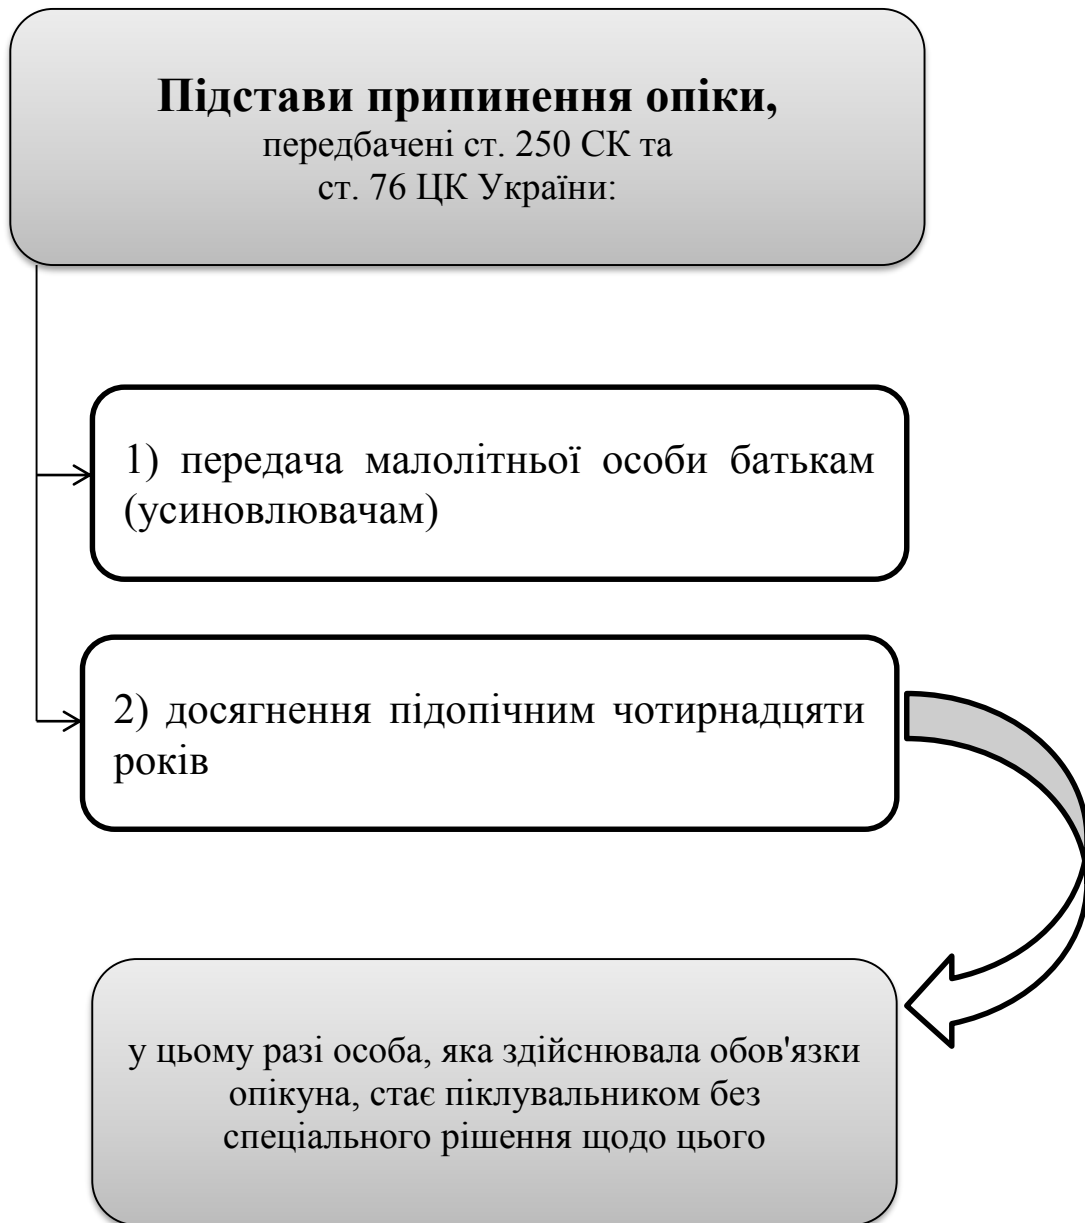 Підстави припинення опіки,
передбачені ст. 250 СК та
ст. 76 ЦК України:
1) передача малолітньої особи батькам
(усиновлювачам)
2) досягнення підопічним чотирнадцяти
років
у цьому разі особа, яка здійснювала обов'язки
опікуна, стає піклувальником без
спеціального рішення щодо цього